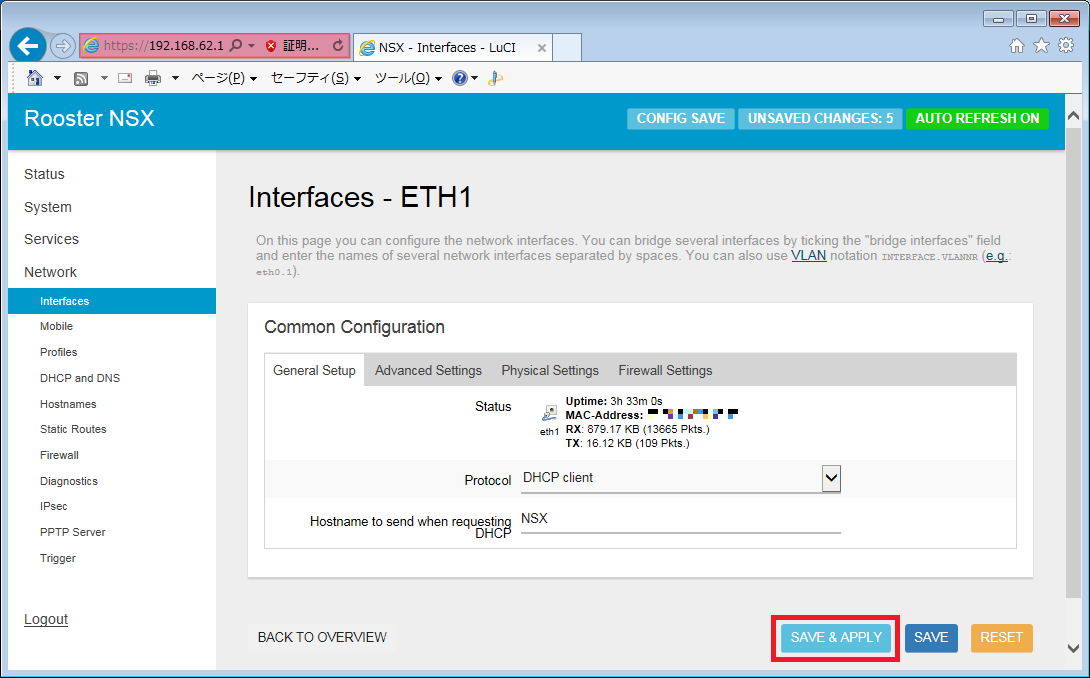 https://192.168.62.1
証明...
NSX - Interfaces - LuCI
ページ(P)
セーフティ(S)
ツール(O)
Rooster NSX
CONFIG SAVE
UNSAVED CHANGES: 5
AUTO REFRESH ON
Status
System
Services
Network
Interfaces
Mobile
Profiles
DHCP and DNS
Hostnames
Static Routes
Firewall
Diagnostics
IPsec
PPTP Server
Trigger
Logout
Interfaces - ETH1
On this page you can configure the network interfaces. You can bridge several interfaces by ticking the "bridge interfaces" field
and enter the names of several network interfaces separated by spaces. You can also use VLAN notation INTERFACE.VLANNR (e.g.:
eth0.1).
Common Configuration
General Setup
Advanced Settings
Physical Settings
Firewall Settings
Status
eth1
Uptime: 3h 33m 0s
MAC-Address:
RX: 879.17 KB (13665 Pkts.)
TX: 16.12 KB (109 Pkts.)
Protocol
DHCP client
Hostname to send when requesting
DHCP
NSX
BACK TO OVERVIEW
SAVE & APPLY
SAVE
RESET